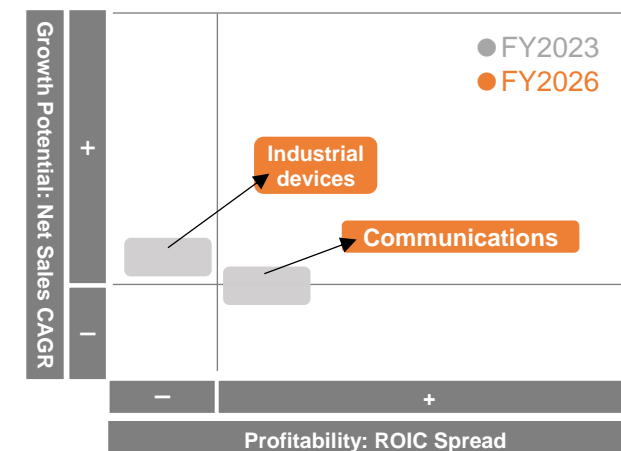 FY2023
FY2026
Growth Potential: Net Sales CAGR
+
−
Industrial
devices
Communications
−
+
Profitability: ROIC Spread